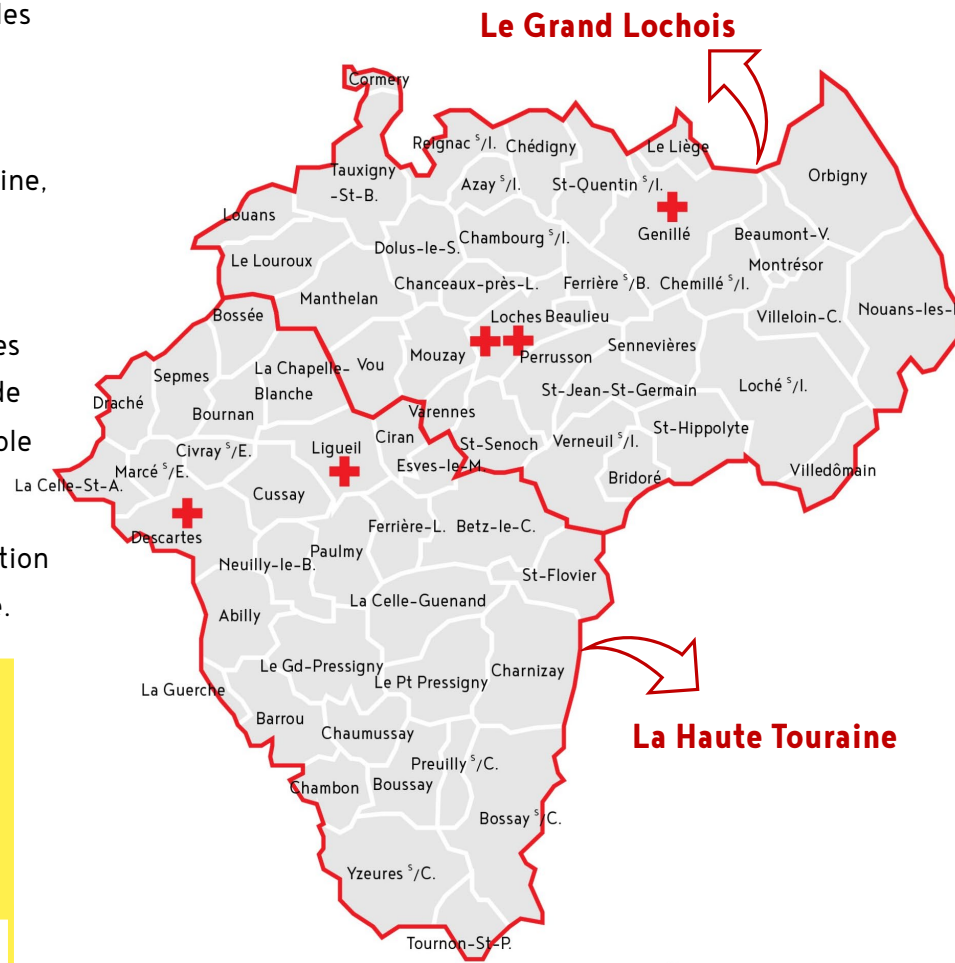 les
ine,
es
de
ole
tion
e.
Le Grand Lochois
Cormery
Reignac s/I.
Chédigny
Le Liège
Tauxigny
-St-B.
Azay s/I.
St-Quentin s/I.
Orbigny
Louans
Genillé
Beaumont-V.
Dolus-le-S.
Chambourg s/I.
Le Louroux
Montrésor
Chanceaux-près-L.
Ferrière s/B.
Chemillé s/I.
Manthelan
Nouans-les-
Bossée
Loches
Beaulieu
Villeloin-C.
Mouzay
Perrusson
Sennevières
La Chapelle-
Blanche
Vou
Sepmes
St-Jean-St-Germain
Loché s/I.
Draché
Bournan
Varennes
St-Hippolyte
Civray s/E.
Ligueil
Ciran
St-Senoch
Verneuil s/I.
Marcé s/E.
Esves-le-M.
Bridoré
Villedômain
La Celle-St-A.
Cussay
Descartes
Ferrière-L.
Betz-le-C.
Neuilly-le-B.
Paulmy
St-Flovier
Abilly
La Celle-Guenand
Le Gd-Pressigny
Le Pt Pressigny
Charnizay
La Guerche
Barrou
Chaumussay
La Haute Touraine
Preuilly s/C.
Chambon
Boussay
Bossay s/C.
Yzeures s/C.
Tournon-St-P.